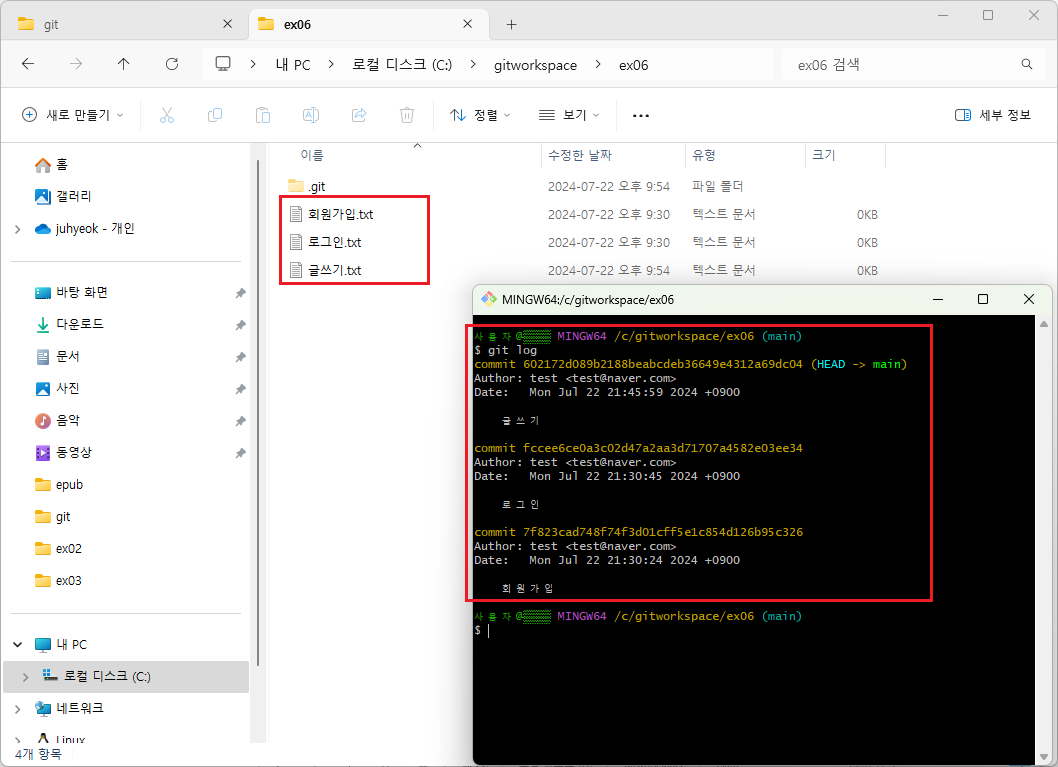 git
ex06
내 PC
로컬 디스크 (C:)
gitworkspace
ex06
ex06 검색
새로 만들기
정렬
보기
세부 정보
홈
갤러리
juhyeok - 개인
바탕 화면
다운로드
문서
사진
음악
동영상
epub
git
ex02
ex03
내 PC
로컬 디스크 (C:)
네트워크
Linux
4개 항목
이름 수정한 날짜 유형 크기
.git 2024-07-22 오후 9:54 파일 폴더
회원가입.txt 2024-07-22 오후 9:30 텍스트 문서 0KB
로그인.txt 2024-07-22 오후 9:30 텍스트 문서 0KB
글쓰기.txt 2024-07-22 오후 9:54 텍스트 문서 0KB
MINGW64:/c/gitworkspace/ex06
MINGW64 /c/gitworkspace/ex06 (main)
$ git log
commit 602172d089b2188beabcdeb36649e4312a69dc04 (HEAD -> main)
Author: test <test@naver.com>
Date:   Mon Jul 22 21:45:59 2024 +0900
글쓰기
commit fccee6ce0a3c02d47a2aa3d71707a4582e03ee34
Author: test <test@naver.com>
Date:   Mon Jul 22 21:30:45 2024 +0900
로그인
commit 7f823cad748f74f3d01cff5e1c854d126b95c326
Author: test <test@naver.com>
Date:   Mon Jul 22 21:30:24 2024 +0900
회원가입
MINGW64 /c/gitworkspace/ex06 (main)
$